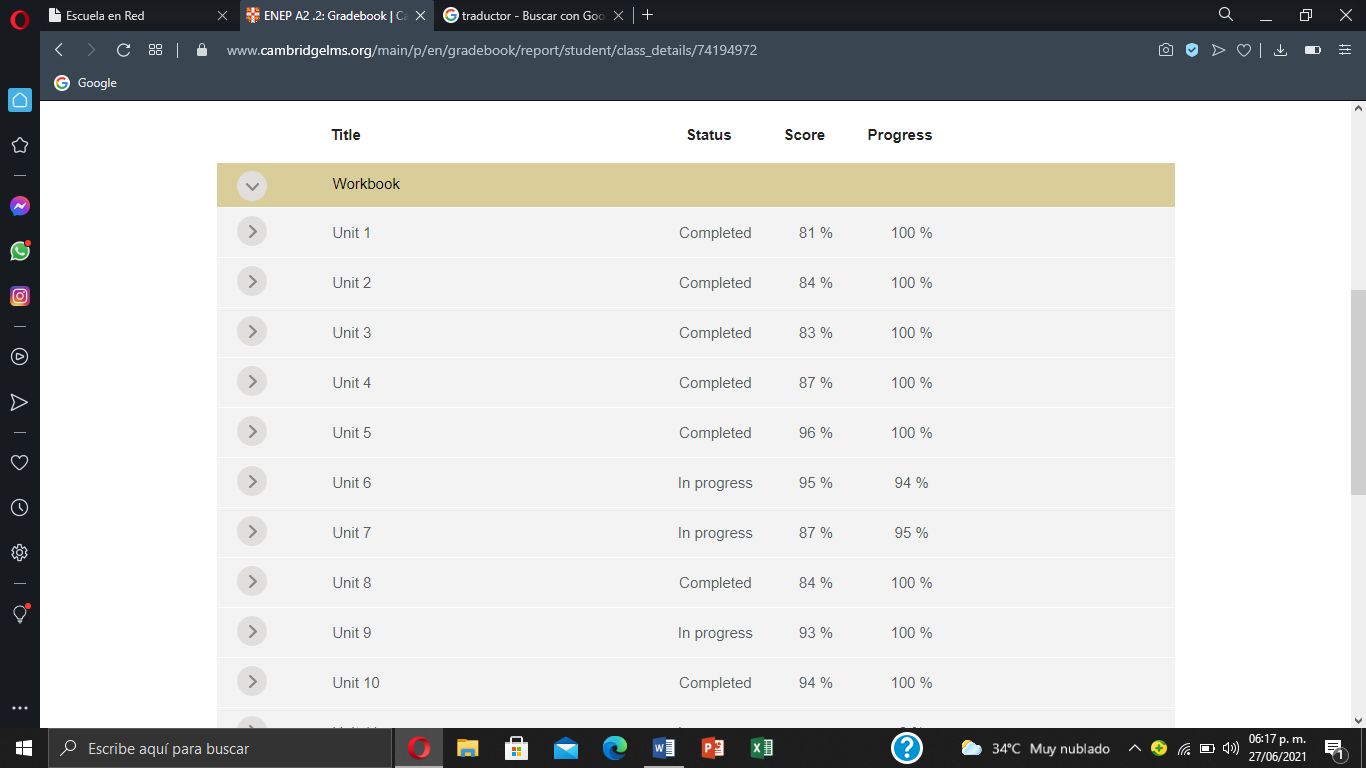 Escuela en Red
ENEP A2 .2: Gradebook | Ca
traductor - Buscar con Goo
www.cambridgelms.org/main/p/en/gradebook/report/student/class_details/74194972
Google
Title Status Score Progress
Workbook
Unit 1 Completed 81 % 100 %
Unit 2 Completed 84 % 100 %
Unit 3 Completed 83 % 100 %
Unit 4 Completed 87 % 100 %
Unit 5 Completed 96 % 100 %
Unit 6 In progress 95 % 94 %
Unit 7 In progress 87 % 95 %
Unit 8 Completed 84 % 100 %
Unit 9 In progress 93 % 100 %
Unit 10 Completed 94 % 100 %
Escribe aquí para buscar
34°C Muy nublado
06:17 p. m.
27/06/2021
1